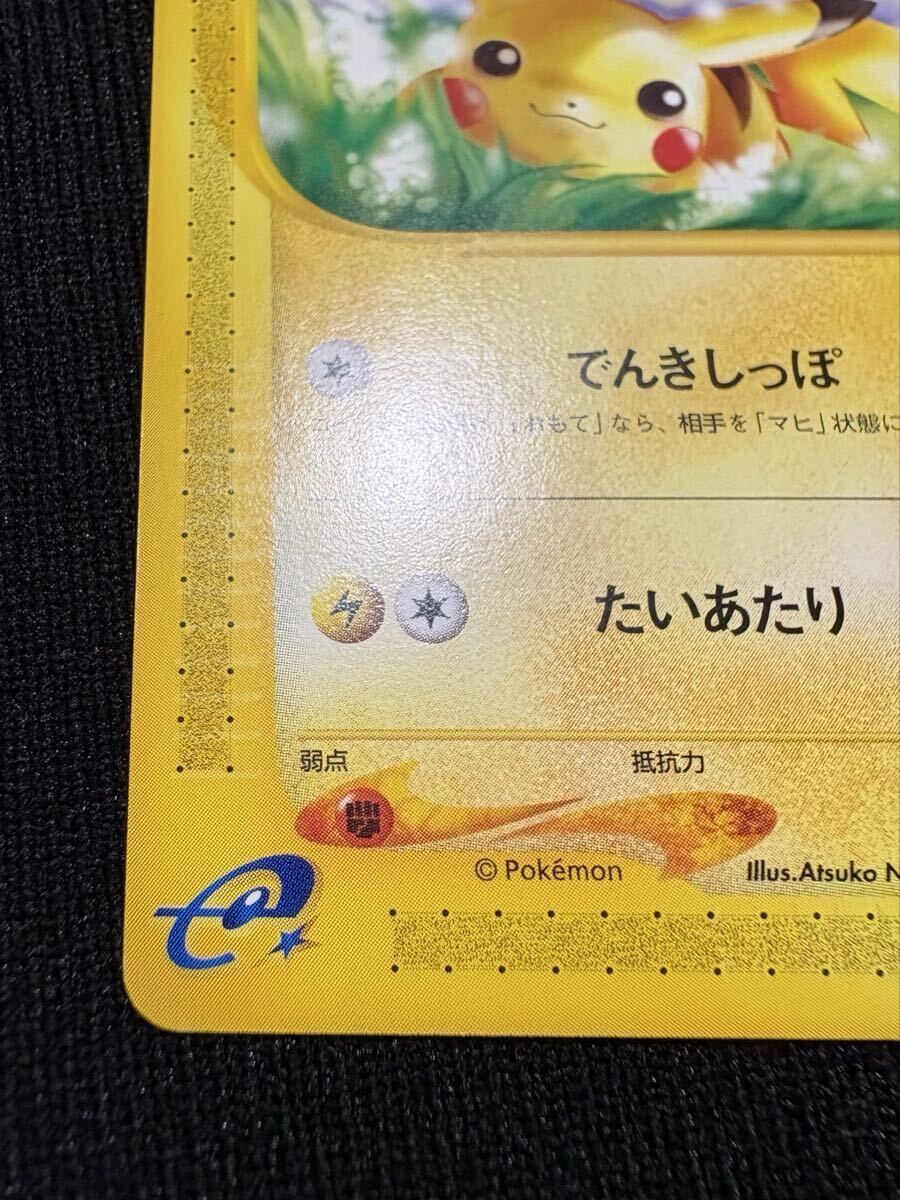 でんきしっぽ
おもて」なら、相手を「マヒ」状態に
たいあたり
弱点 抵抗力
© Pokémon Illus.Atsuko N